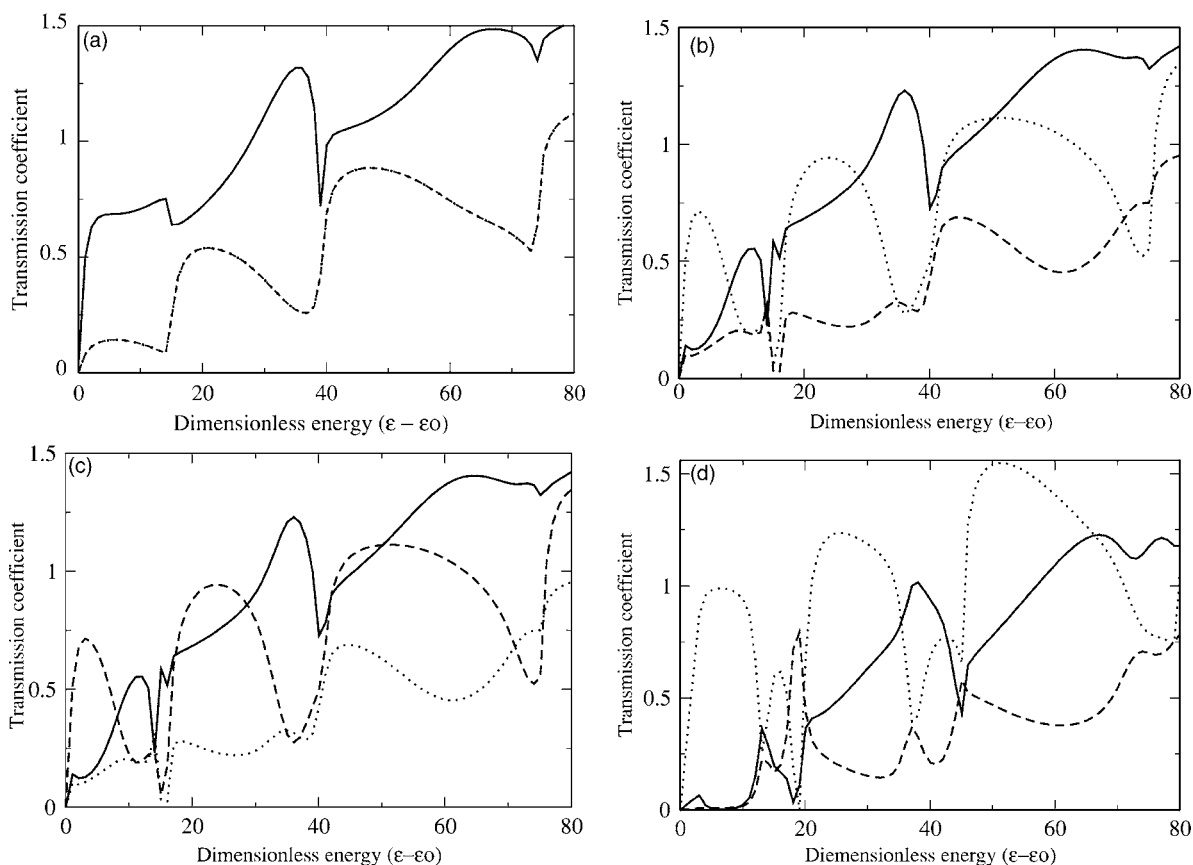 (a)
1.5
1
0.5
0
Transmission coefficient
0 20 40 60 80
Dimensionless energy (ε – εo)
(b)
1.5
1
0.5
0
Transmission coefficient
0 20 40 60 80
Dimensionless energy (ε–εo)
(c)
1.5
1
0.5
0
Transmission coefficient
0 20 40 60 80
Dimensionless energy (ε–εo)
(d)
1.5
1
0.5
0
Transmission coefficient
0 20 40 60 80
Diemensionless energy (ε–εo)